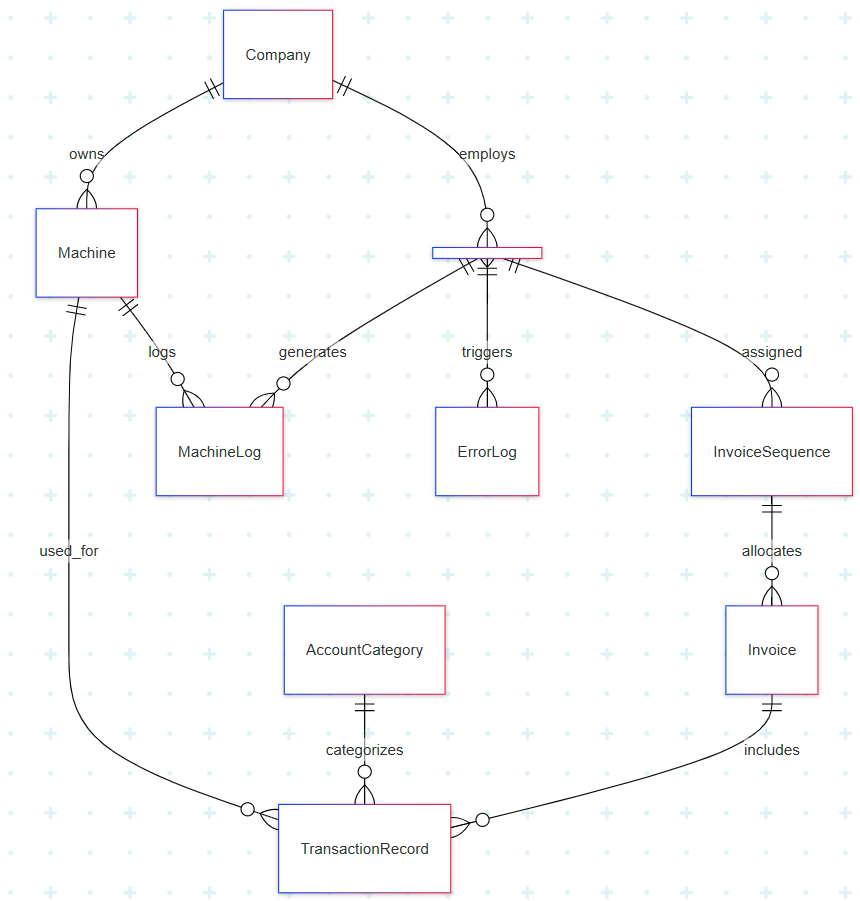 Company
owns
employs
Machine
logs
generates
triggers
assigned
MachineLog
ErrorLog
InvoiceSequence
used_for
allocates
AccountCategory
Invoice
categorizes
includes
TransactionRecord